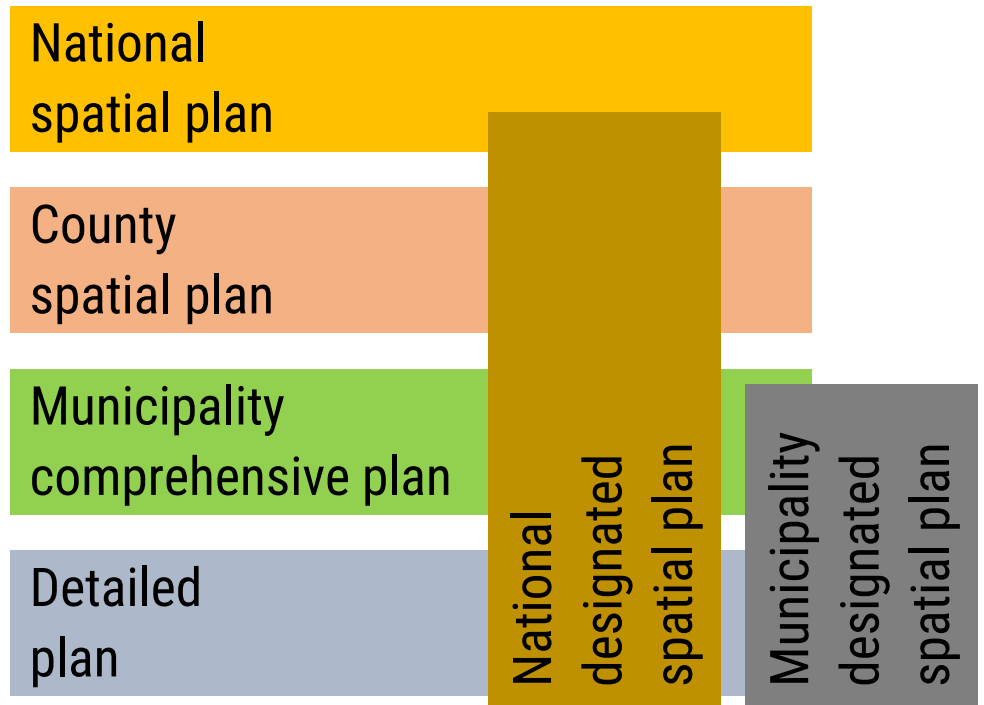 National
spatial plan
County
spatial plan
Municipality
comprehensive plan
Detailed
plan
National
designated
spatial plan
Municipality
designated
spatial plan